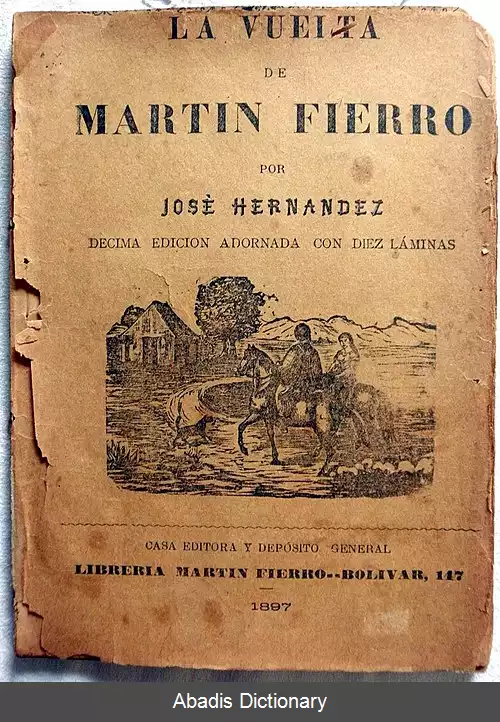 LA VUELTA
DE
MARTIN FIERRO
POR
JOSÈ HERNANDEZ
DECIMA EDICION ADORNADA CON DIEZ LÁMINAS
CASA EDITORA Y DEPÓSITO GENERAL
LIBRERIA MARTIN FIERRO--BOLIVAR, 147
1897
Abadis Dictionary